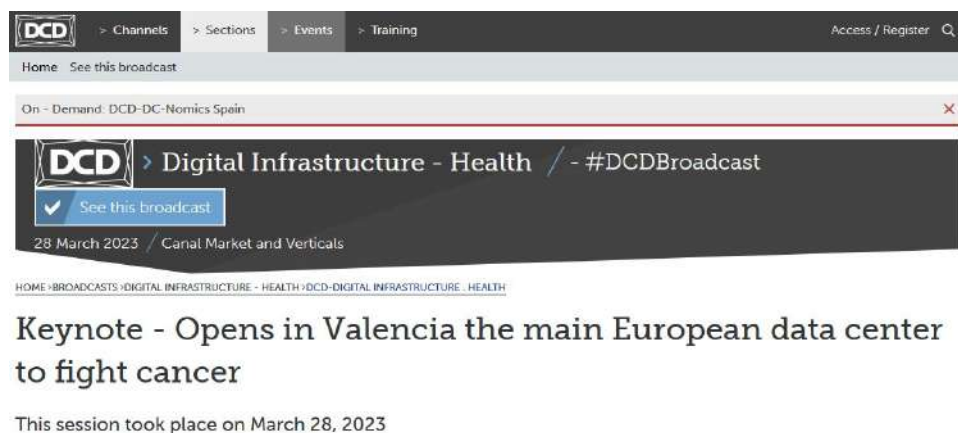 DCD > Channels > Sections > Events > Training Access / Register
Home See this broadcast
On - Demand: DCD-DC-Nomics Spain
DCD > Digital Infrastructure - Health / - #DCDBroadcast
See this broadcast
28 March 2023 / Canal Market and Verticals
HOME >BROADCASTS >DIGITAL INFRASTRUCTURE - HEALTH >DCD-DIGITAL INFRASTRUCTURE . HEALTH
Keynote - Opens in Valencia the main European data center
to fight cancer
This session took place on March 28, 2023